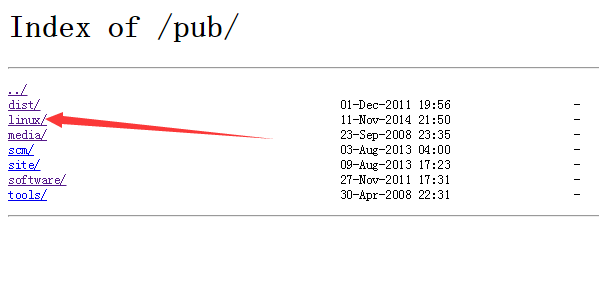 Index of /pub/
../
dist/ 01-Dec-2011 19:56 -
linux/ 11-Nov-2014 21:50 -
media/ 23-Sep-2008 23:35 -
scm/ 03-Aug-2013 04:00 -
site/ 09-Aug-2013 17:23 -
software/ 27-Nov-2011 17:31 -
tools/ 30-Apr-2008 22:31 -